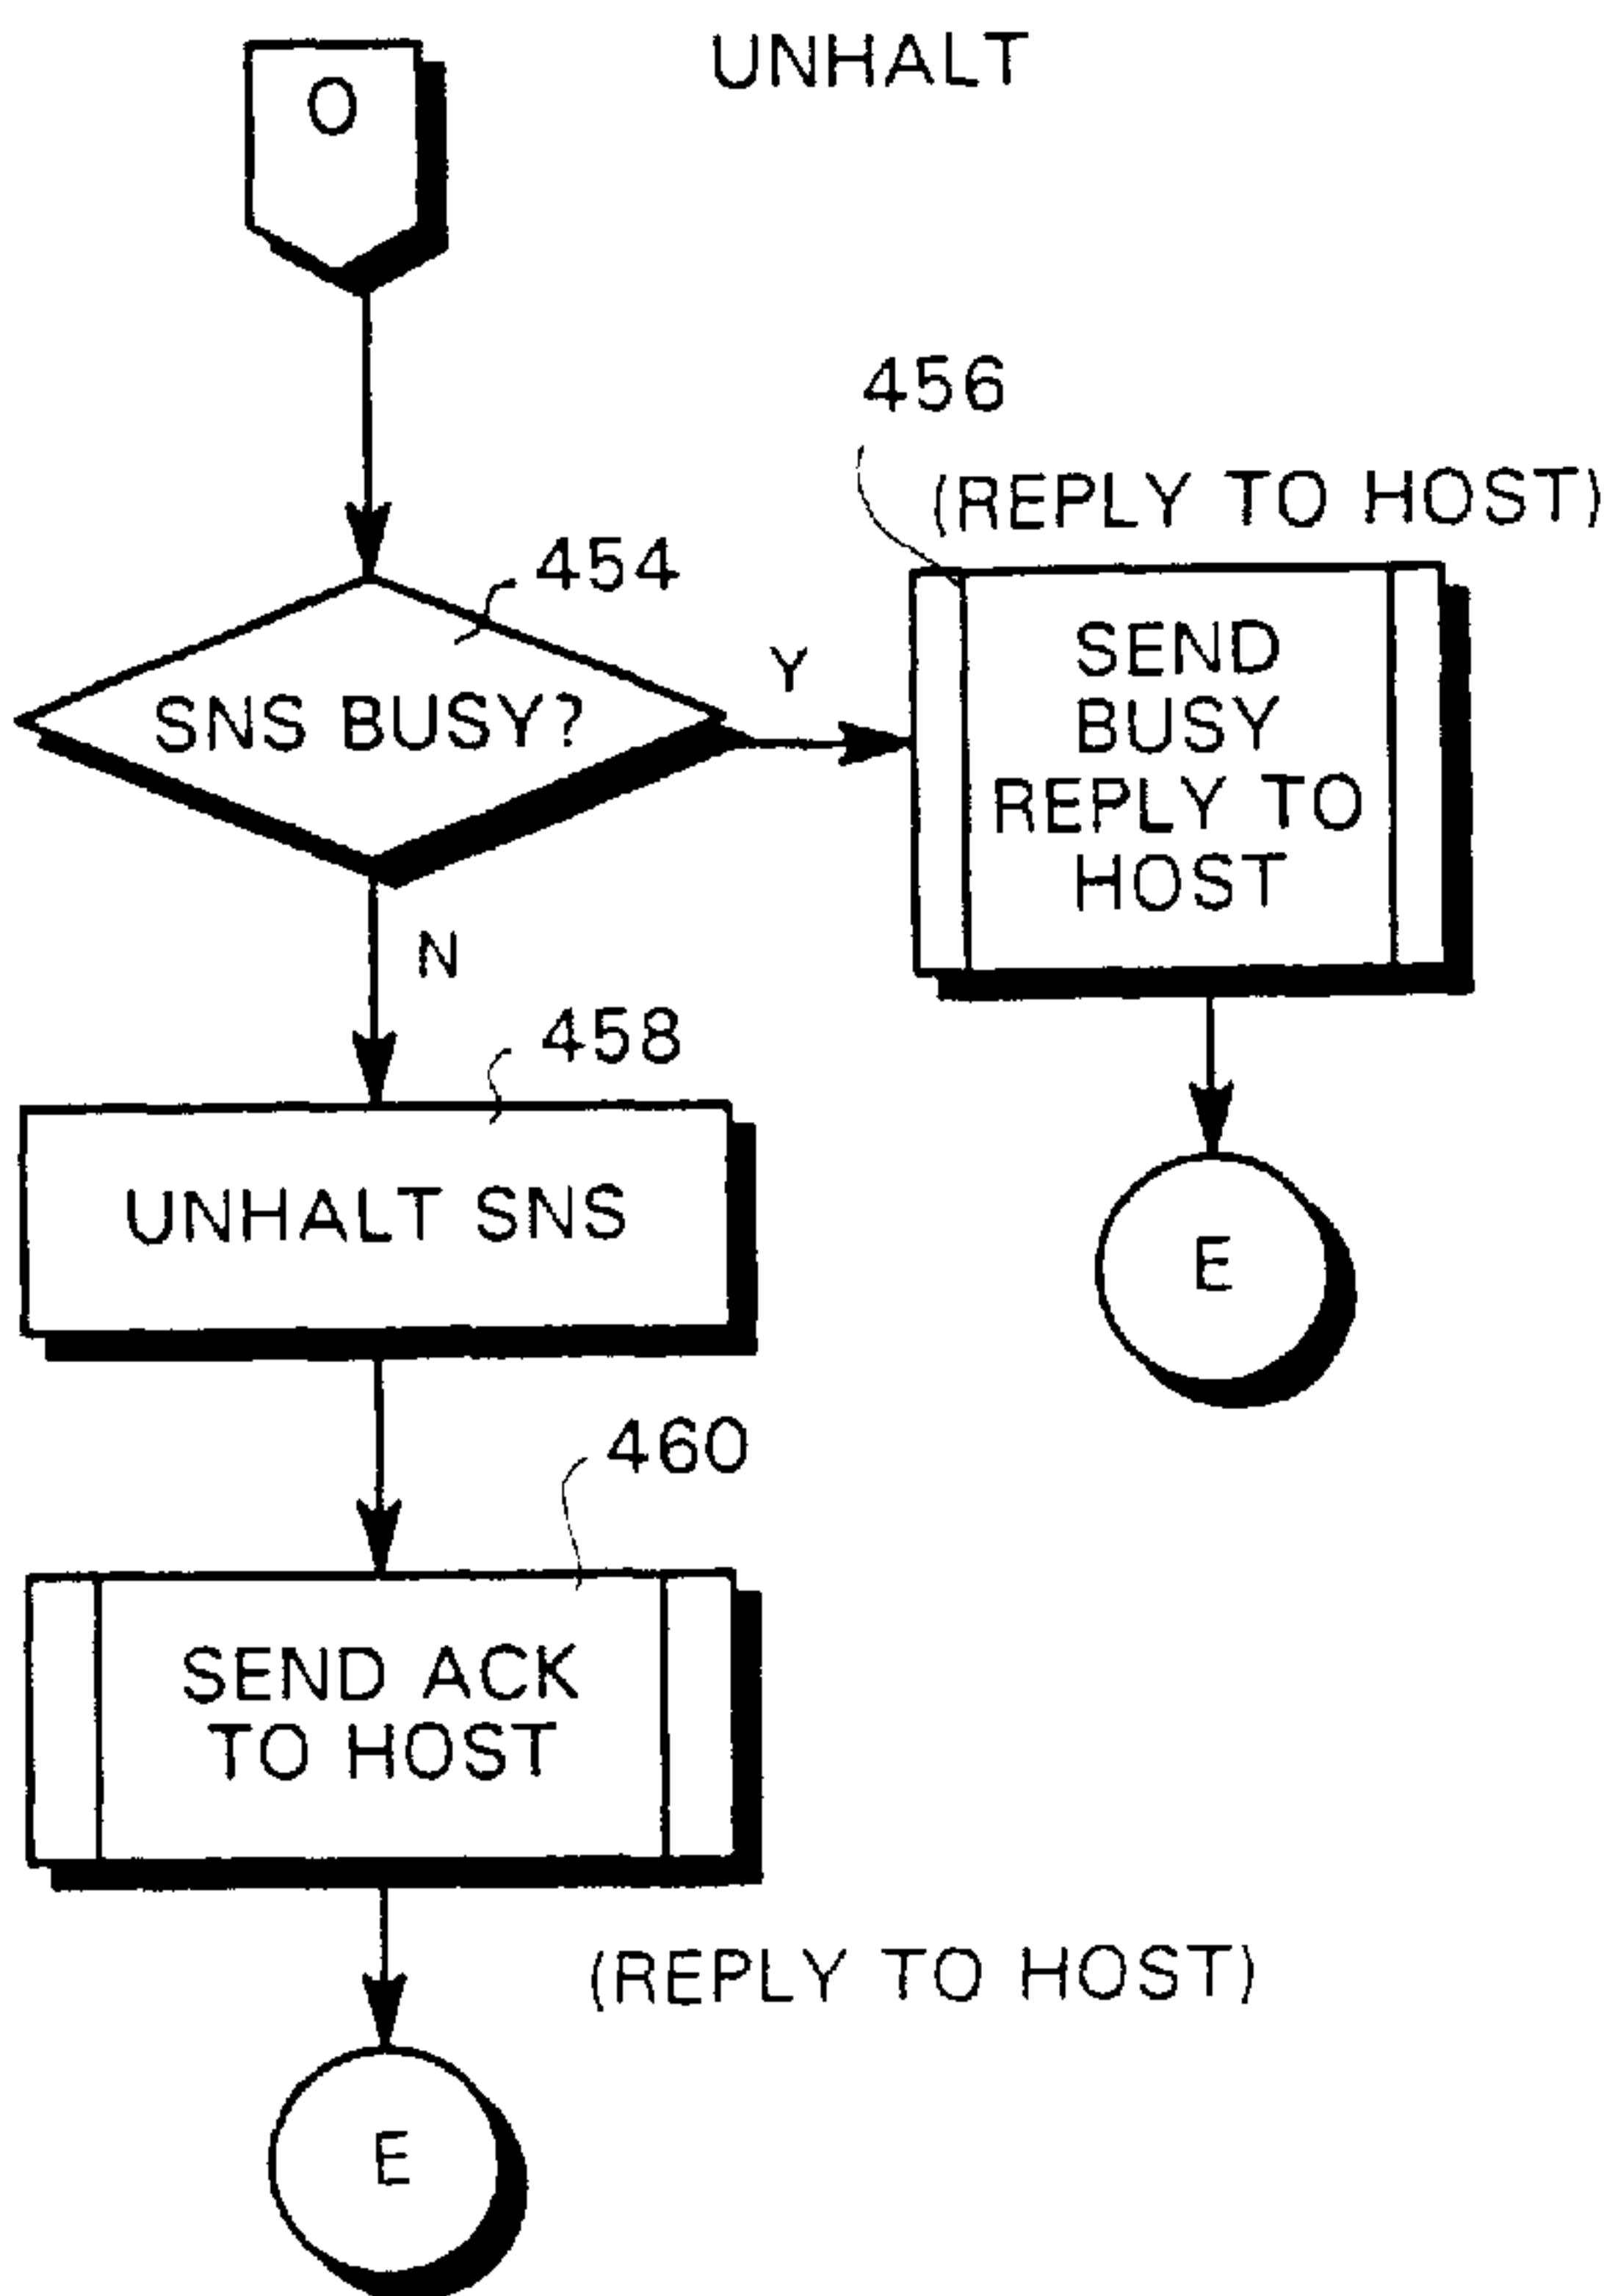 UNHALT
O
456
(REPLY TO HOST)
454
SNS BUSY?
Y
SEND
BUSY
REPLY TO
HOST
N
458
UNHALT SNS
E
460
SEND ACK
TO HOST
(REPLY TO HOST)
E